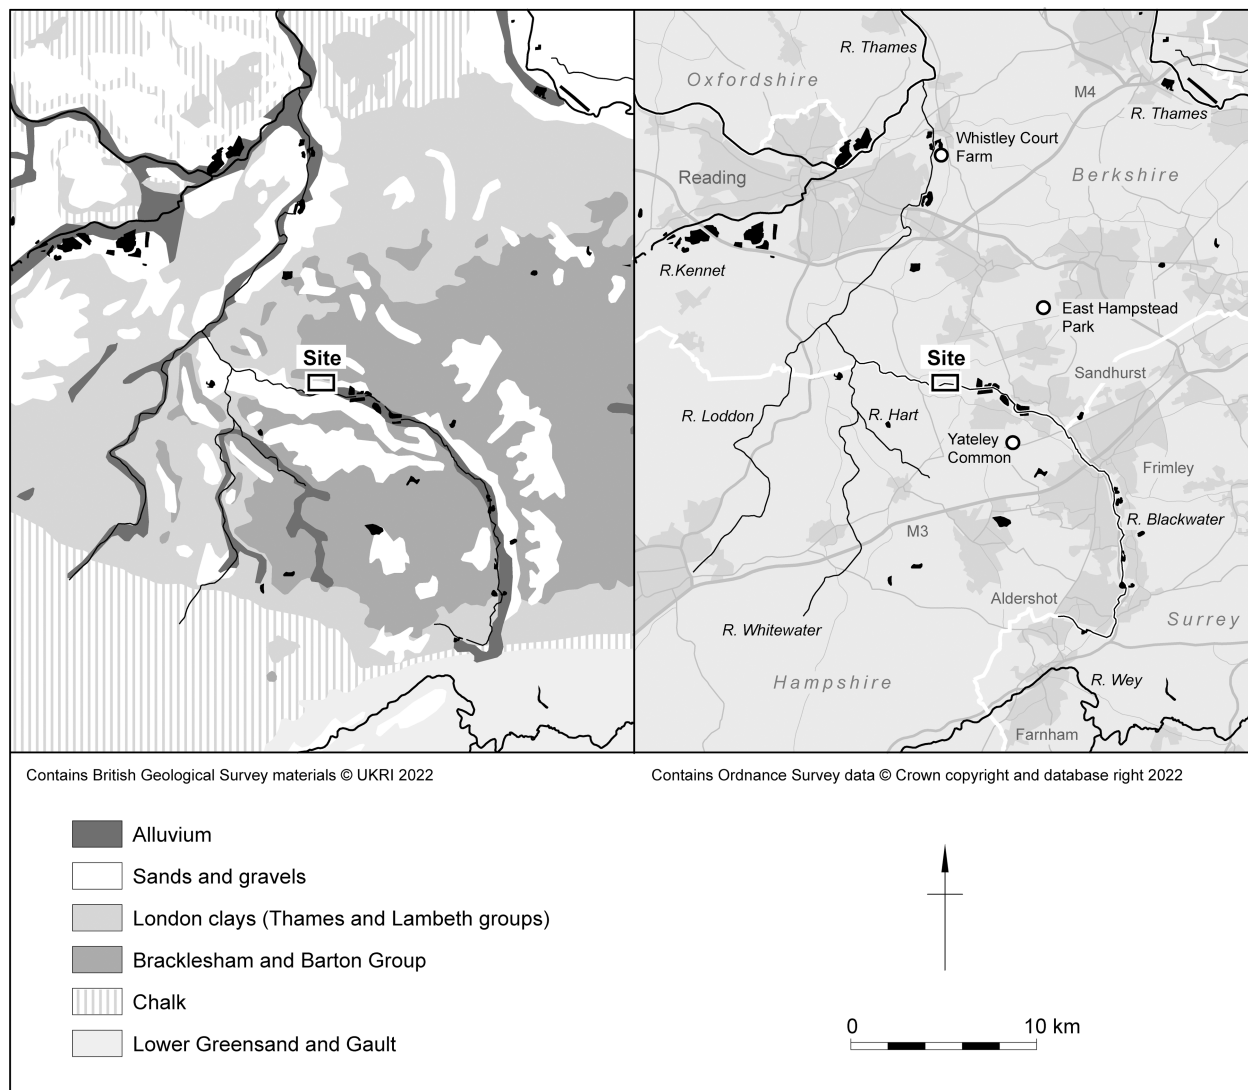 Site
R. Thames
Oxfordshire
M4
R. Thames
Whistley Court
Farm
Reading
Berkshire
R.Kennet
East Hampstead
Park
Site
Sandhurst
R. Loddon
R. Hart
Yateley
Common
Frimley
R. Blackwater
M3
Aldershot
Surrey
R. Whitewater
Hampshire
R. Wey
Farnham
Contains British Geological Survey materials © UKRI 2022
Contains Ordnance Survey data © Crown copyright and database right 2022
Alluvium
Sands and gravels
London clays (Thames and Lambeth groups)
Bracklesham and Barton Group
Chalk
Lower Greensand and Gault
0 10 km